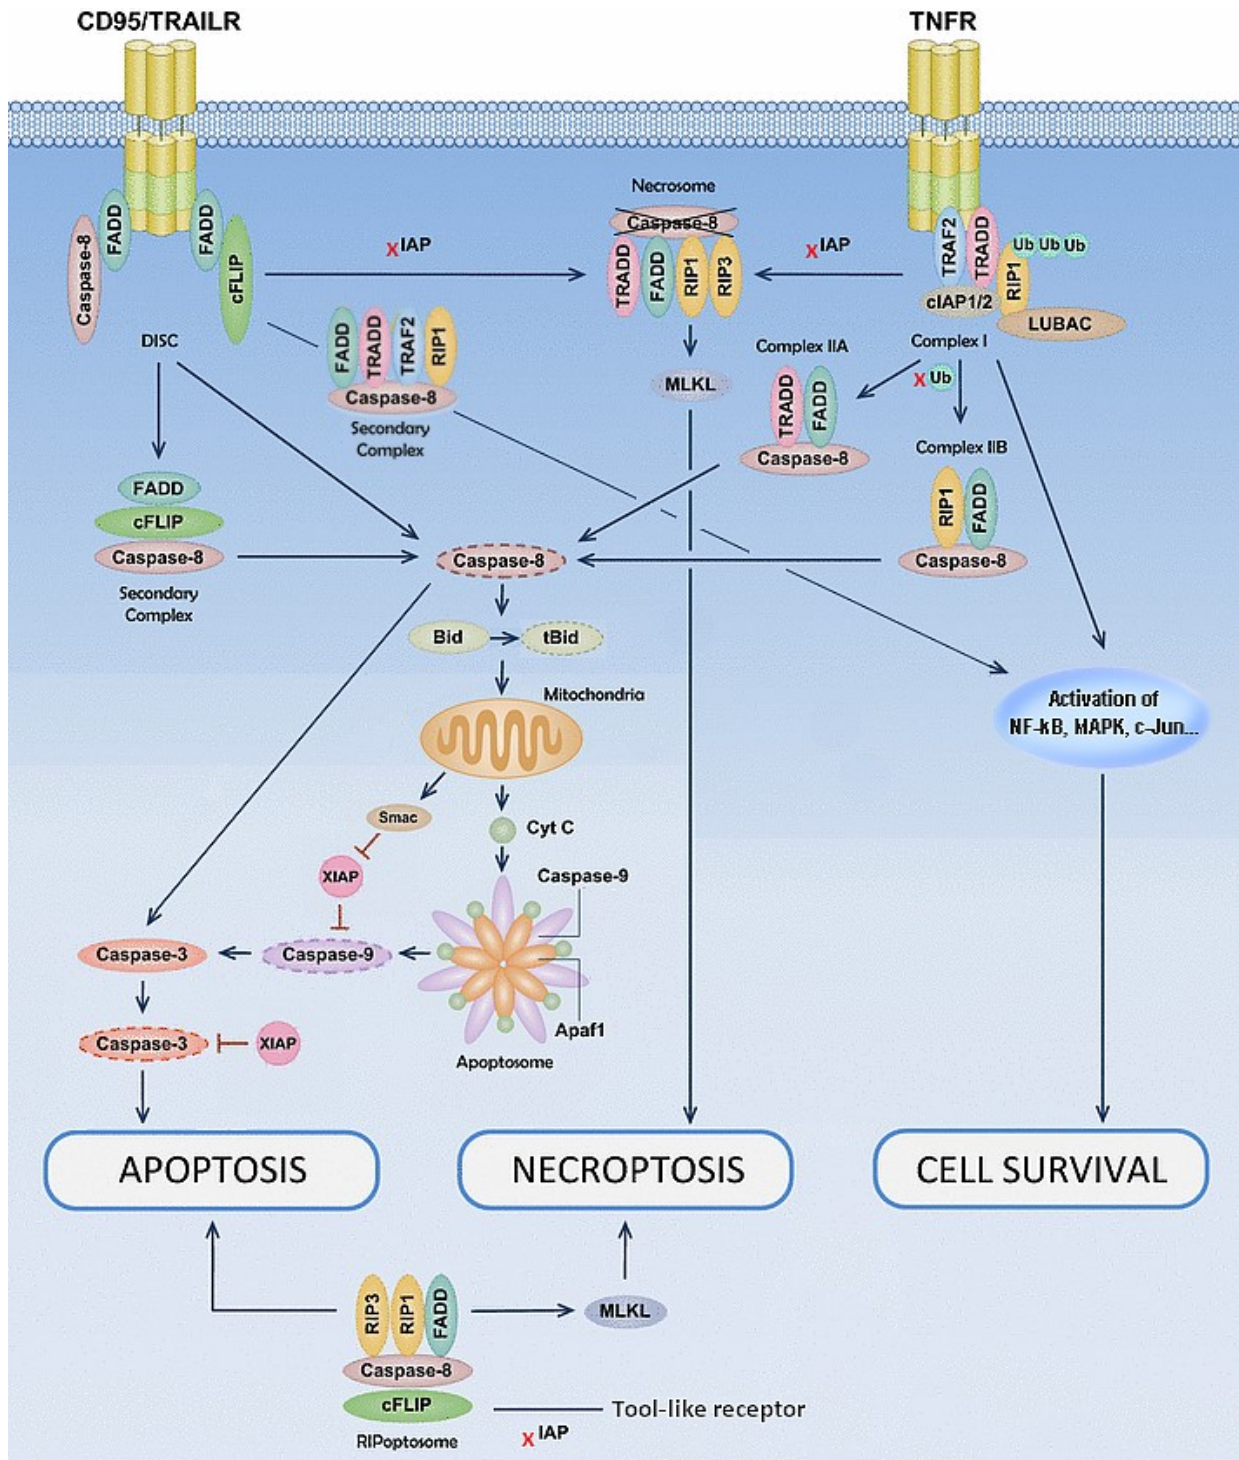 CD95/TRAILR
TNFR
FADD
FADD
Caspase-8
cFLIP
DISC
X IAP
Necrosome
Caspase-8
TRADD
FADD
RIP1
RIP3
X IAP
TRAF2
TRADD
RIP1
Ub Ub Ub
cIAP1/2
LUBAC
Complex I
FADD
TRADD
TRAF2
RIP1
Caspase-8
Secondary
Complex
MLKL
Complex IIA
TRADD
FADD
Caspase-8
X Ub
Complex IIB
RIP1
FADD
Caspase-8
FADD
cFLIP
Caspase-8
Secondary
Complex
Caspase-8
Bid
tBid
Mitochondria
Activation of
NF-kB, MAPK, c-Jun...
Smac
Cyt C
XIAP
Caspase-9
Caspase-3
Caspase-9
Caspase-3
XIAP
Apaf1
Apoptosome
APOPTOSIS
NECROPTOSIS
CELL SURVIVAL
RIP3
RIP1
FADD
MLKL
Caspase-8
cFLIP
Tool-like receptor
X IAP
RIPoptosome